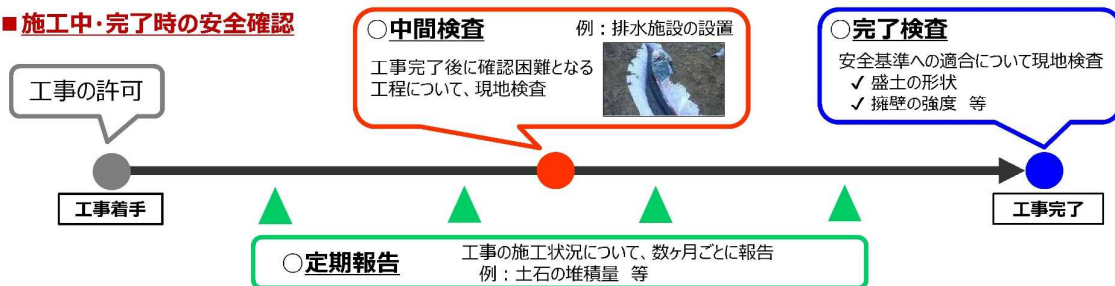 ■施工中・完了時の安全確認
工事の許可
○中間検査 例：排水施設の設置
工事完了後に確認困難となる
工程について、現地検査
○完了検査
安全基準への適合について現地検査
✓ 盛土の形状
✓ 擁壁の強度 等
工事着手
工事完了
○定期報告 工事の施工状況について、数ヶ月ごとに報告
例：土石の堆積量 等